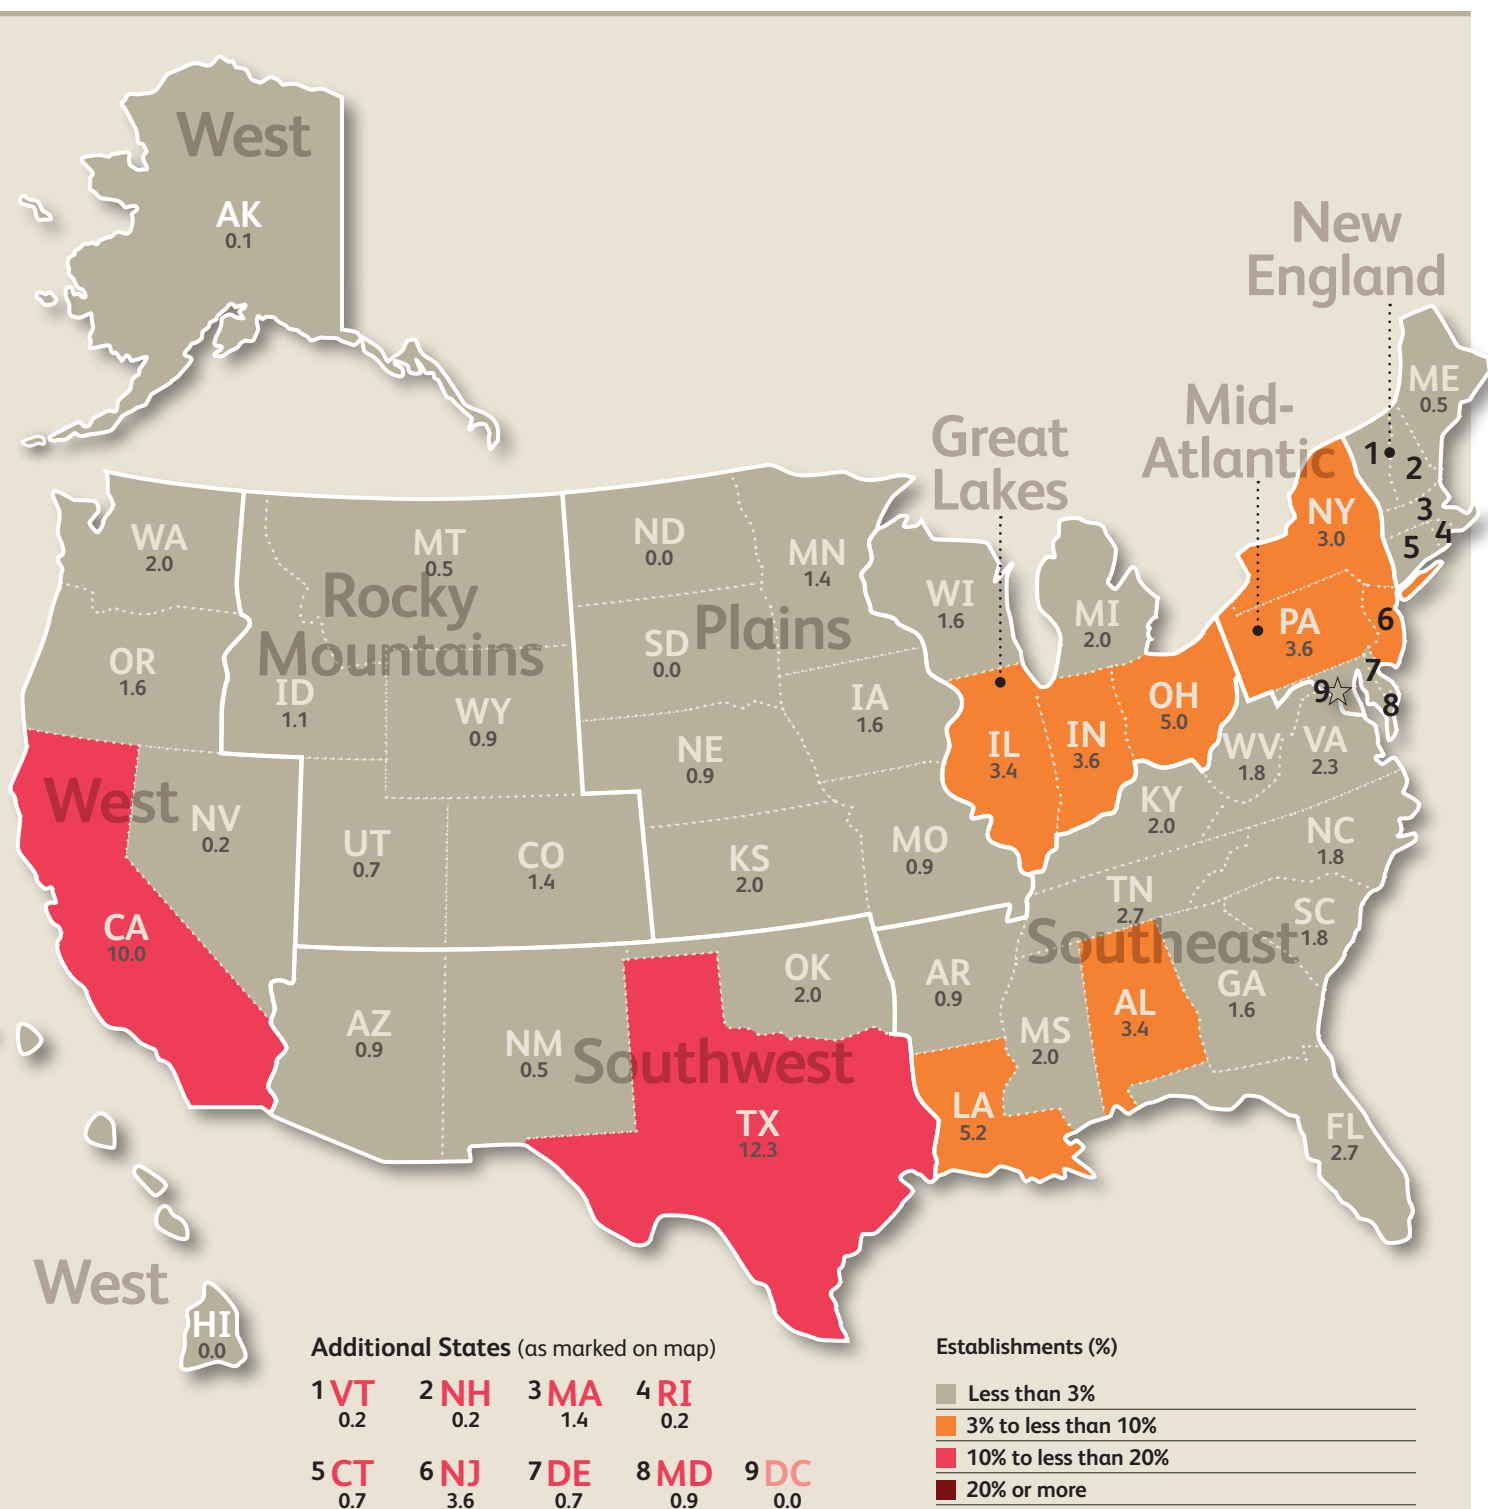 West
AK
0.1
New
England
ME
0.5
Mid-
Atlantic
Great
Lakes
1
2
3
4
5
NY
3.0
WA
2.0
MT
0.5
ND
0.0
MN
1.4
Rocky
Mountains
Plains
WI
1.6
MI
2.0
PA
3.6
6
7
8
9
OR
1.6
ID
1.1
WY
0.9
SD
0.0
IA
1.6
NE
0.9
IL
3.4
IN
3.6
OH
5.0
WV
1.8
VA
2.3
West
NV
0.2
UT
0.7
CO
1.4
KS
2.0
MO
0.9
KY
2.0
NC
1.8
TN
2.7
SC
1.8
CA
10.0
Southeast
AZ
0.9
NM
0.5
OK
2.0
AR
0.9
MS
2.0
AL
3.4
GA
1.6
Southwest
TX
12.3
LA
5.2
FL
2.7
West
HI
0.0
Additional States (as marked on map)
1 VT 2 NH 3 MA 4 RI
0.2 0.2 1.4 0.2
5 CT 6 NJ 7 DE 8 MD 9 DC
0.7 3.6 0.7 0.9 0.0
Establishments (%)
Less than 3%
3% to less than 10%
10% to less than 20%
20% or more